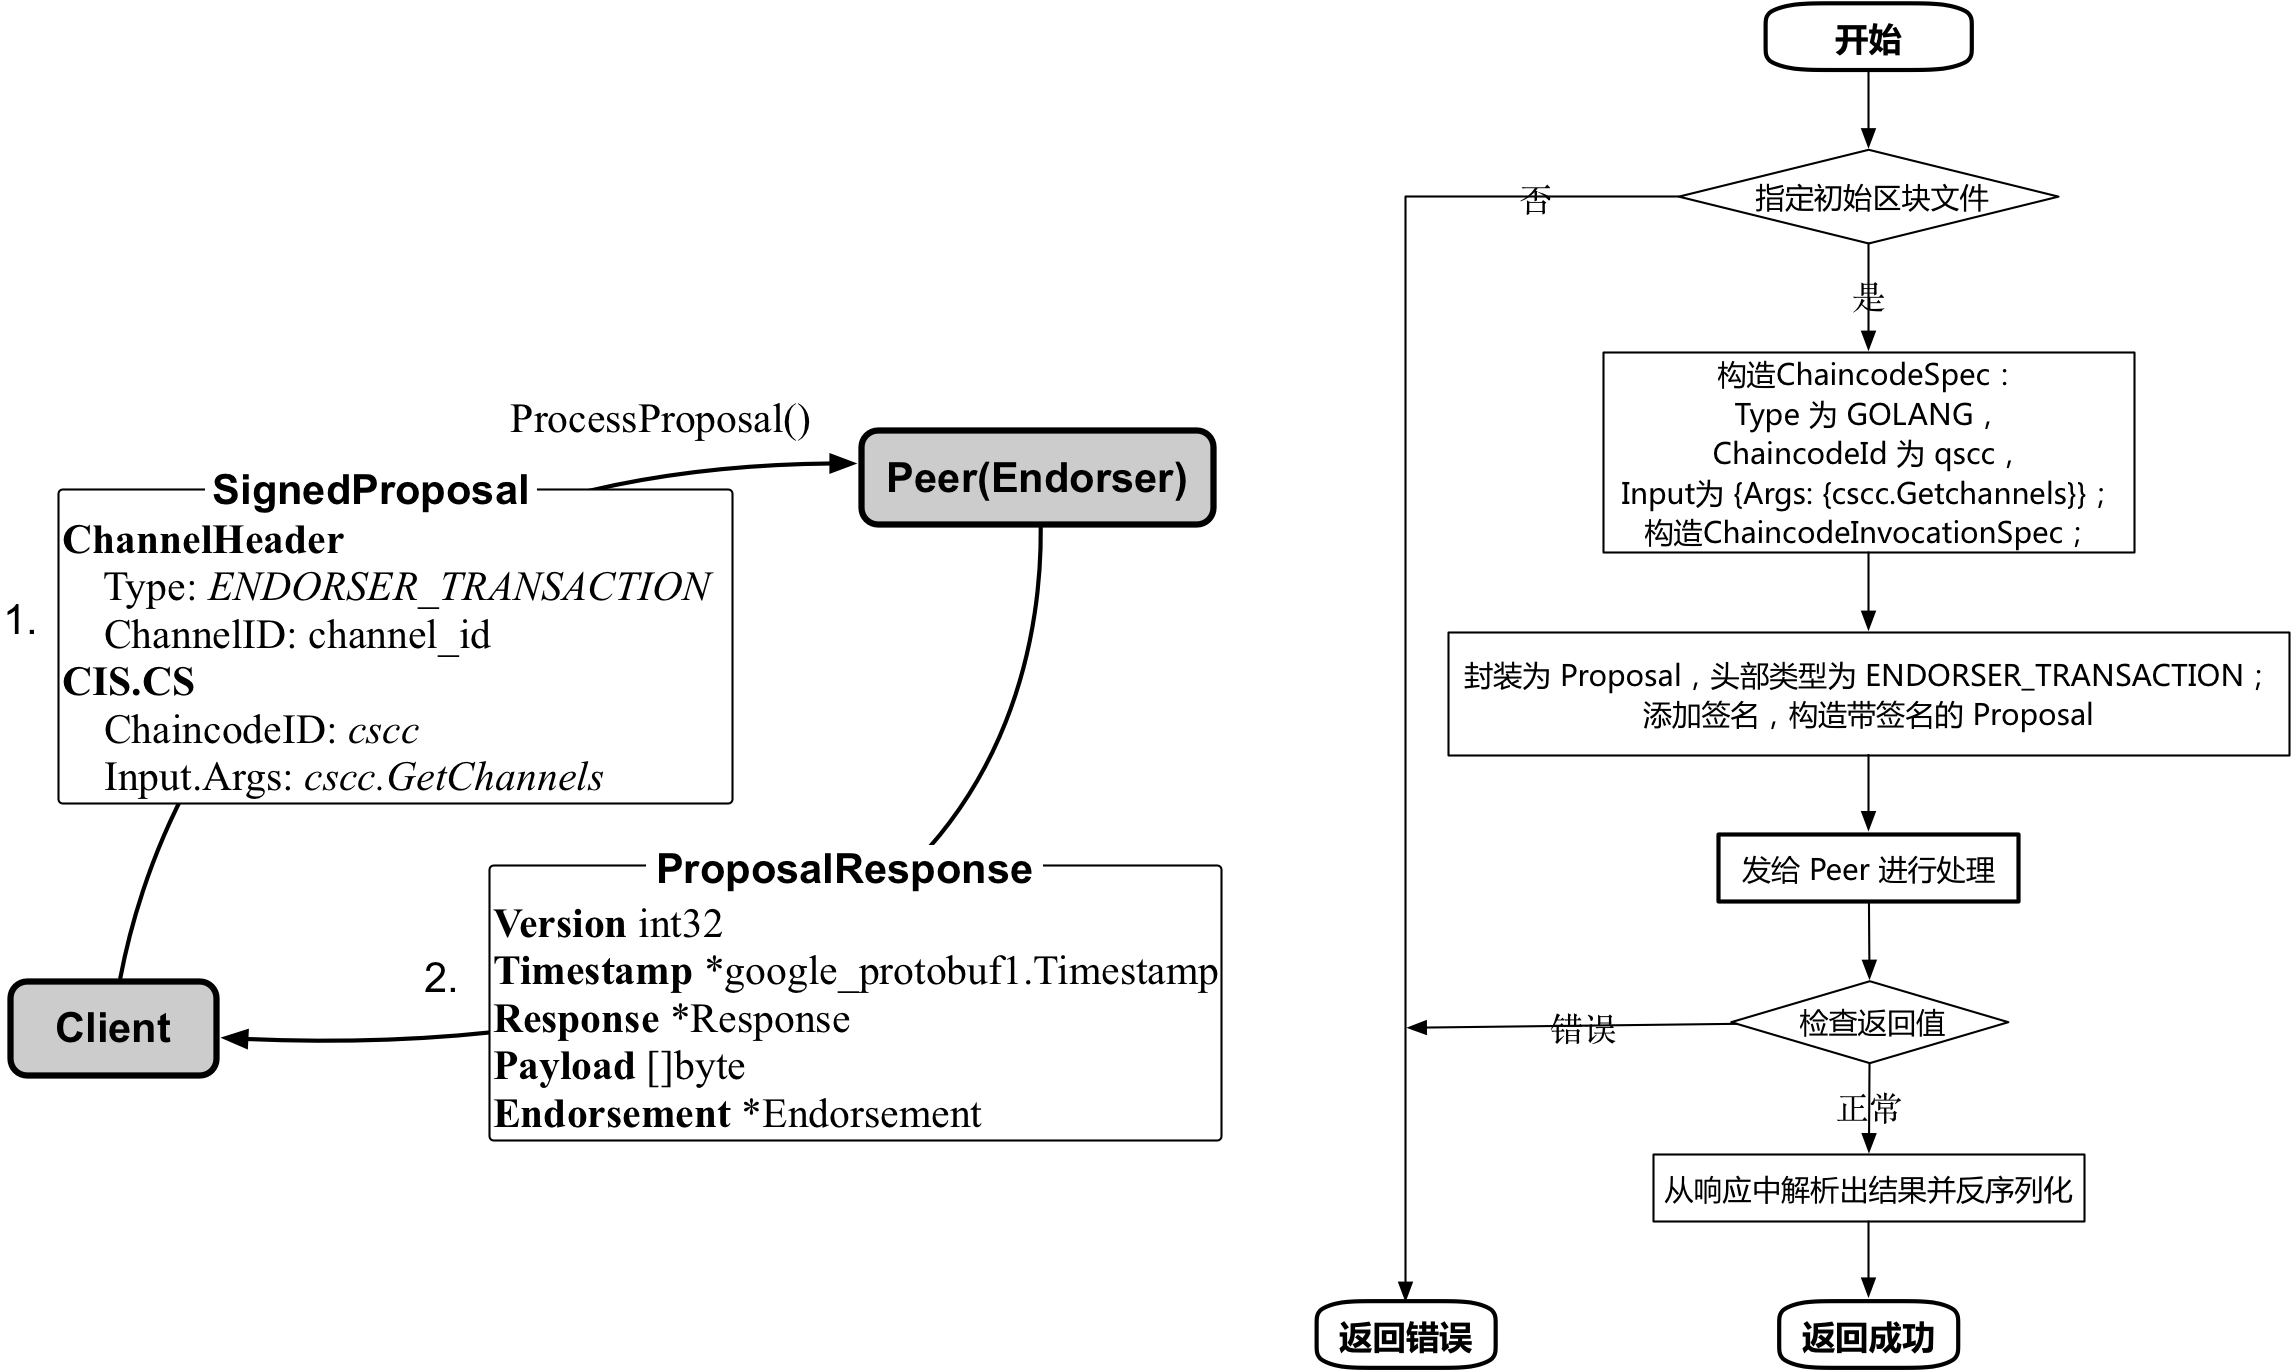 ProcessProposal()
Peer(Endorser)
SignedProposal
ChannelHeader
Type: ENDORSER_TRANSACTION
1.
ChannelID: channel_id
CIS.CS
ChaincodeID: cscc
Input.Args: cscc.GetChannels
ProposalResponse
Version int32
2.
Timestamp *google_protobuf1.Timestamp
Response *Response
Payload []byte
Endorsement *Endorsement
Client
开始
指定初始区块文件
否
是
构造ChaincodeSpec：
Type 为 GOLANG，
ChaincodeId 为 qscc，
Input为 {Args: {cscc.Getchannels}}；
构造ChaincodeInvocationSpec；
封装为 Proposal，头部类型为 ENDORSER_TRANSACTION；
添加签名，构造带签名的 Proposal
发给 Peer 进行处理
检查返回值
错误
正常
从响应中解析出结果并反序列化
返回错误
返回成功